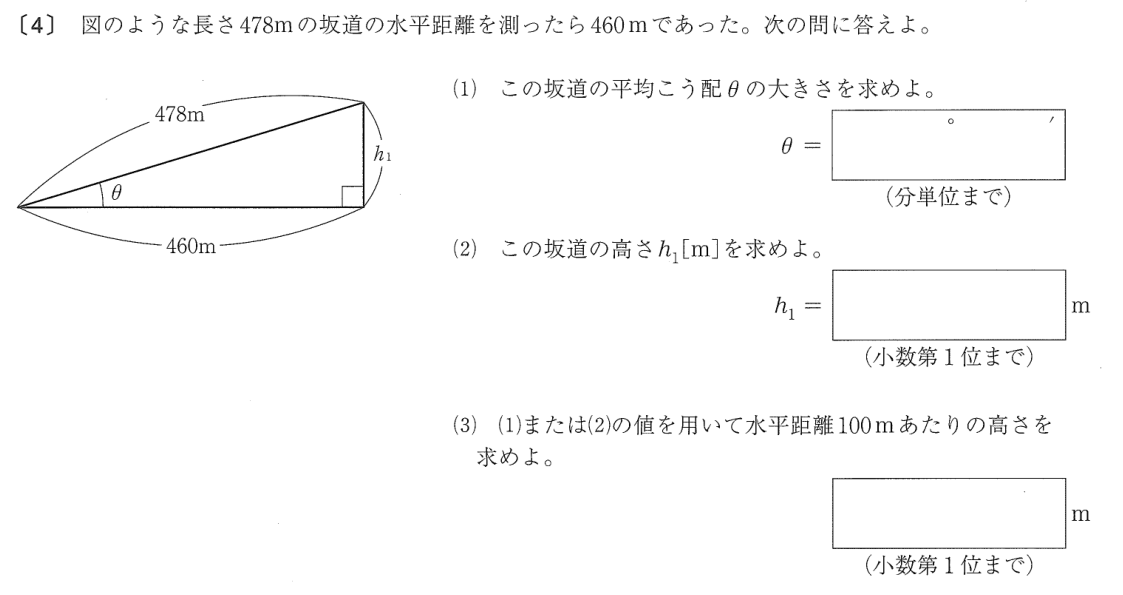 〔4〕 図のような長さ478mの坂道の水平距離を測ったら460mであった。次の問に答えよ。
478m
h₁
θ
460m
(1) この坂道の平均こう配θの大きさを求めよ。
θ = ° ′
(分単位まで)
(2) この坂道の高さh₁[m]を求めよ。
h₁ = m
(小数第1位まで)
(3) (1)または(2)の値を用いて水平距離100mあたりの高さを
求めよ。
m
(小数第1位まで)